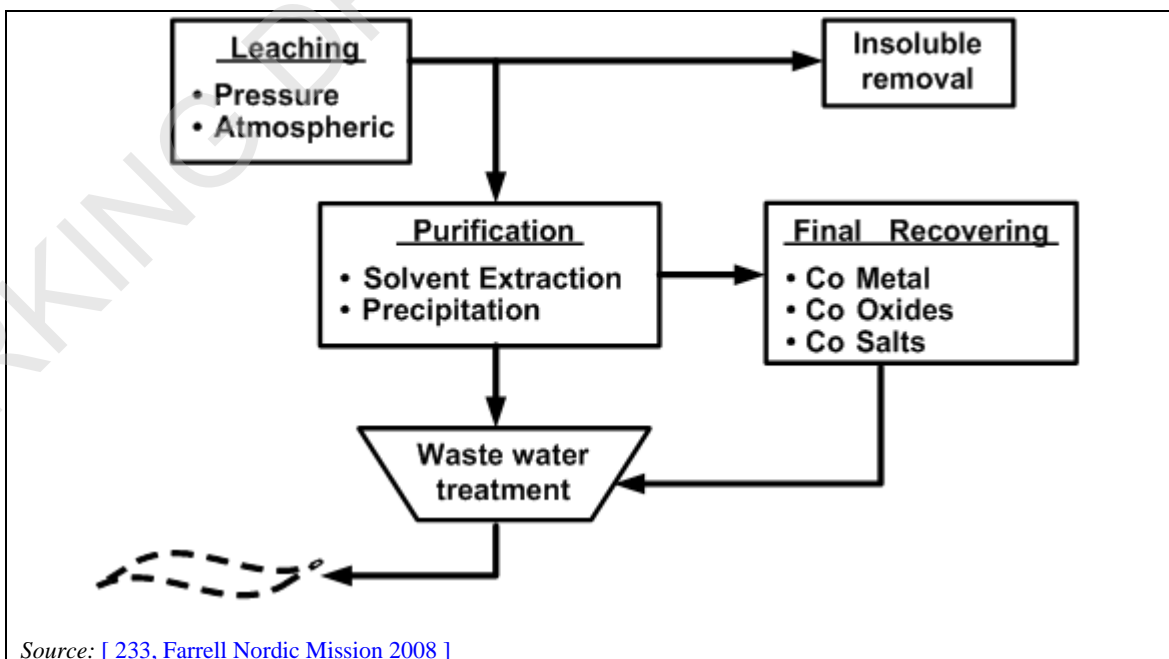 Leaching
• Pressure
• Atmospheric
Insoluble
removal
Purification
• Solvent Extraction
• Precipitation
Final Recovering
• Co Metal
• Co Oxides
• Co Salts
Waste water
treatment
Source: [ 233, Farrell Nordic Mission 2008 ]